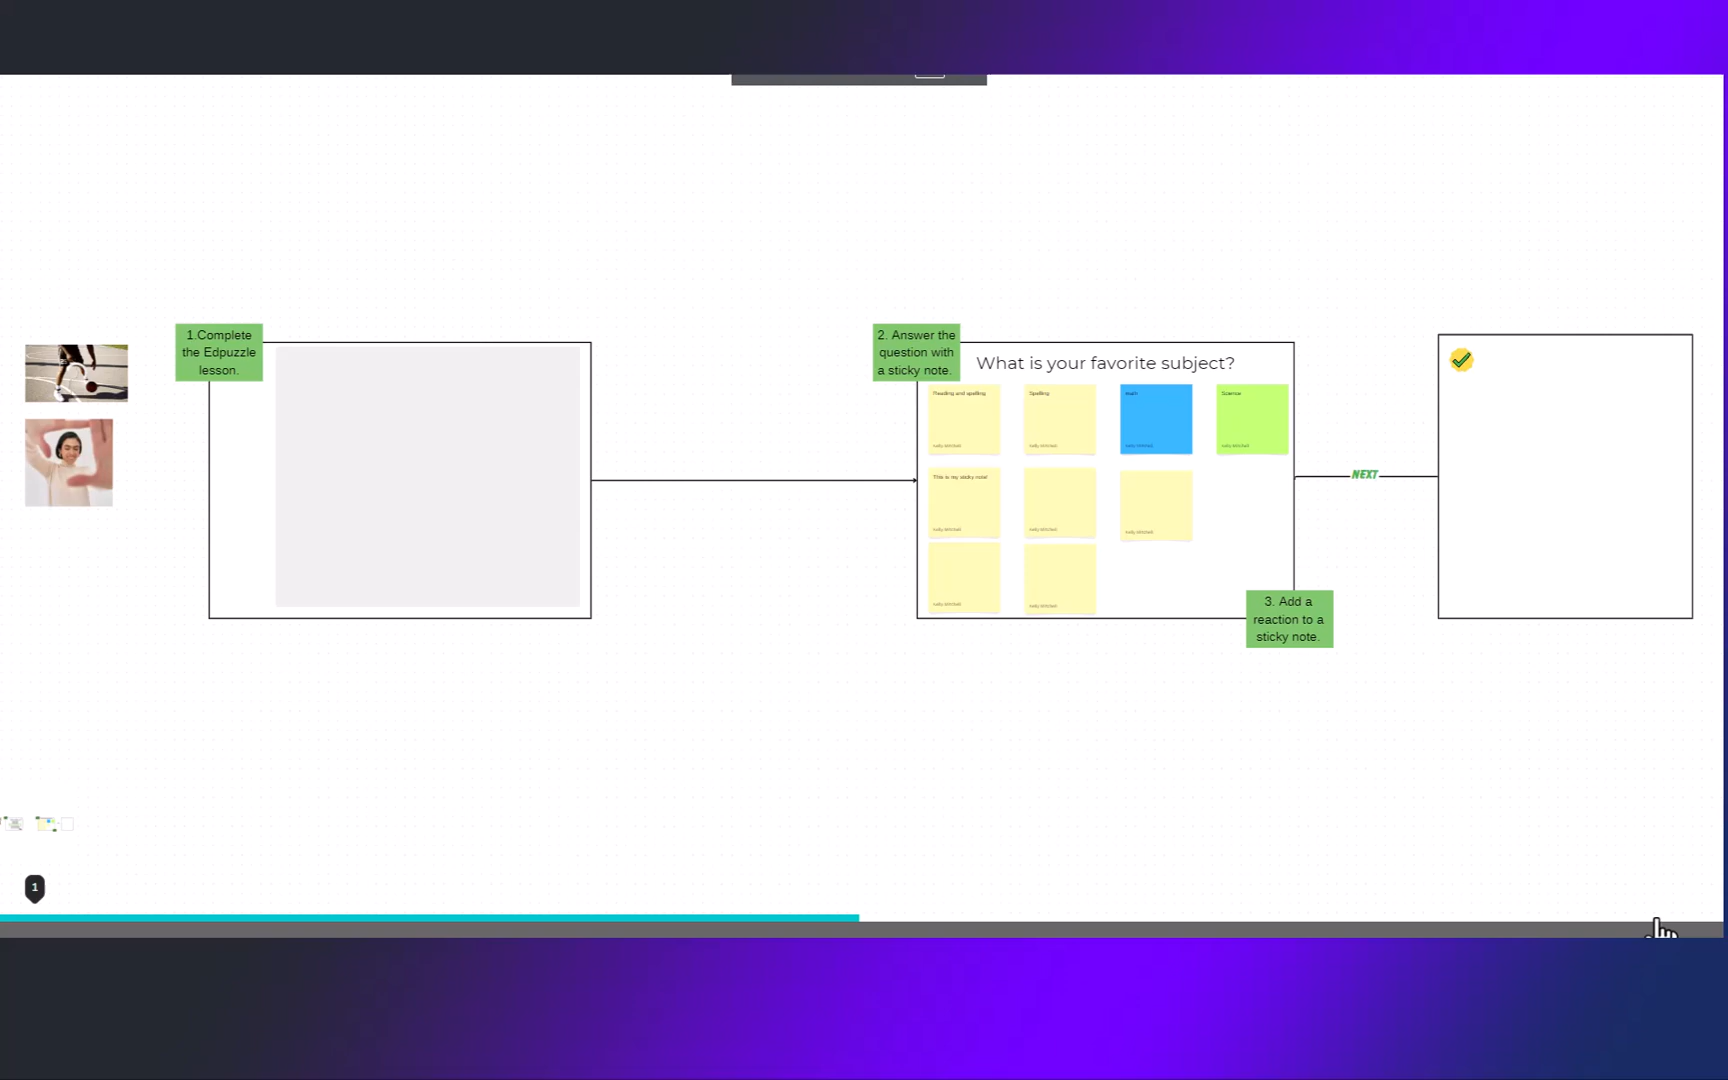 1.Complete
the Edpuzzle
lesson.
2. Answer the
question with
a sticky note.
What is your favorite subject?
Reading and spelling
Spelling
math
Science
This is my sticky note!
NEXT
3. Add a
reaction to a
sticky note.
1